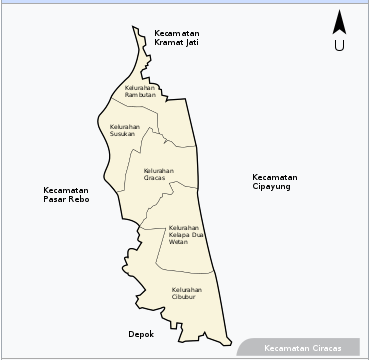 Kecamatan
Kramat Jati
U
Kelurahan
Rambutan
Kelurahan
Susukan
Kelurahan
Ciracas
Kecamatan
Cipayung
Kecamatan
Pasar Rebo
Kelurahan
Kelapa Dua
Wetan
Kelurahan
Cibubur
Depok
Kecamatan Ciracas